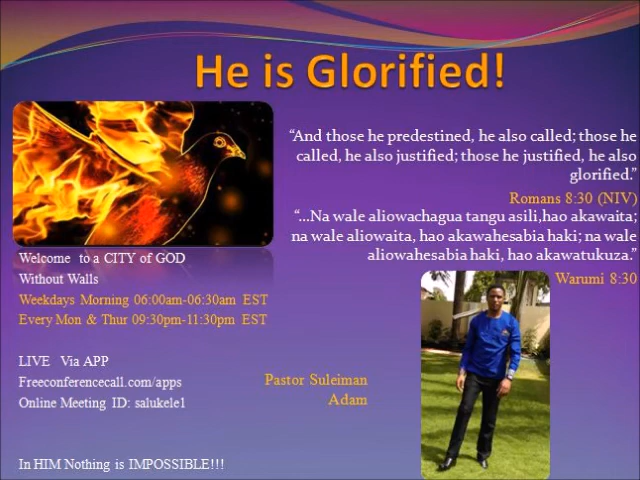 He is Glorified!
“And those he predestined, he also called; those he
called, he also justified; those he justified, he also
glorified.”
Romans 8:30 (NIV)
“...Na wale aliowachagua tangu asili,hao akawaita;
na wale aliowaita, hao akawahesabia haki; na wale
aliowahesabia haki, hao akawatukuza.”
Warumi 8:30
Welcome to a CITY of GOD
Without Walls
Weekdays Morning 06:00am-06:30am EST
Every Mon & Thur 09:30pm-11:30pm EST
LIVE Via APP
Freeconferencecall.com/apps
Online Meeting ID: salukele1
Pastor Suleiman
Adam
In HIM Nothing is IMPOSSIBLE!!!